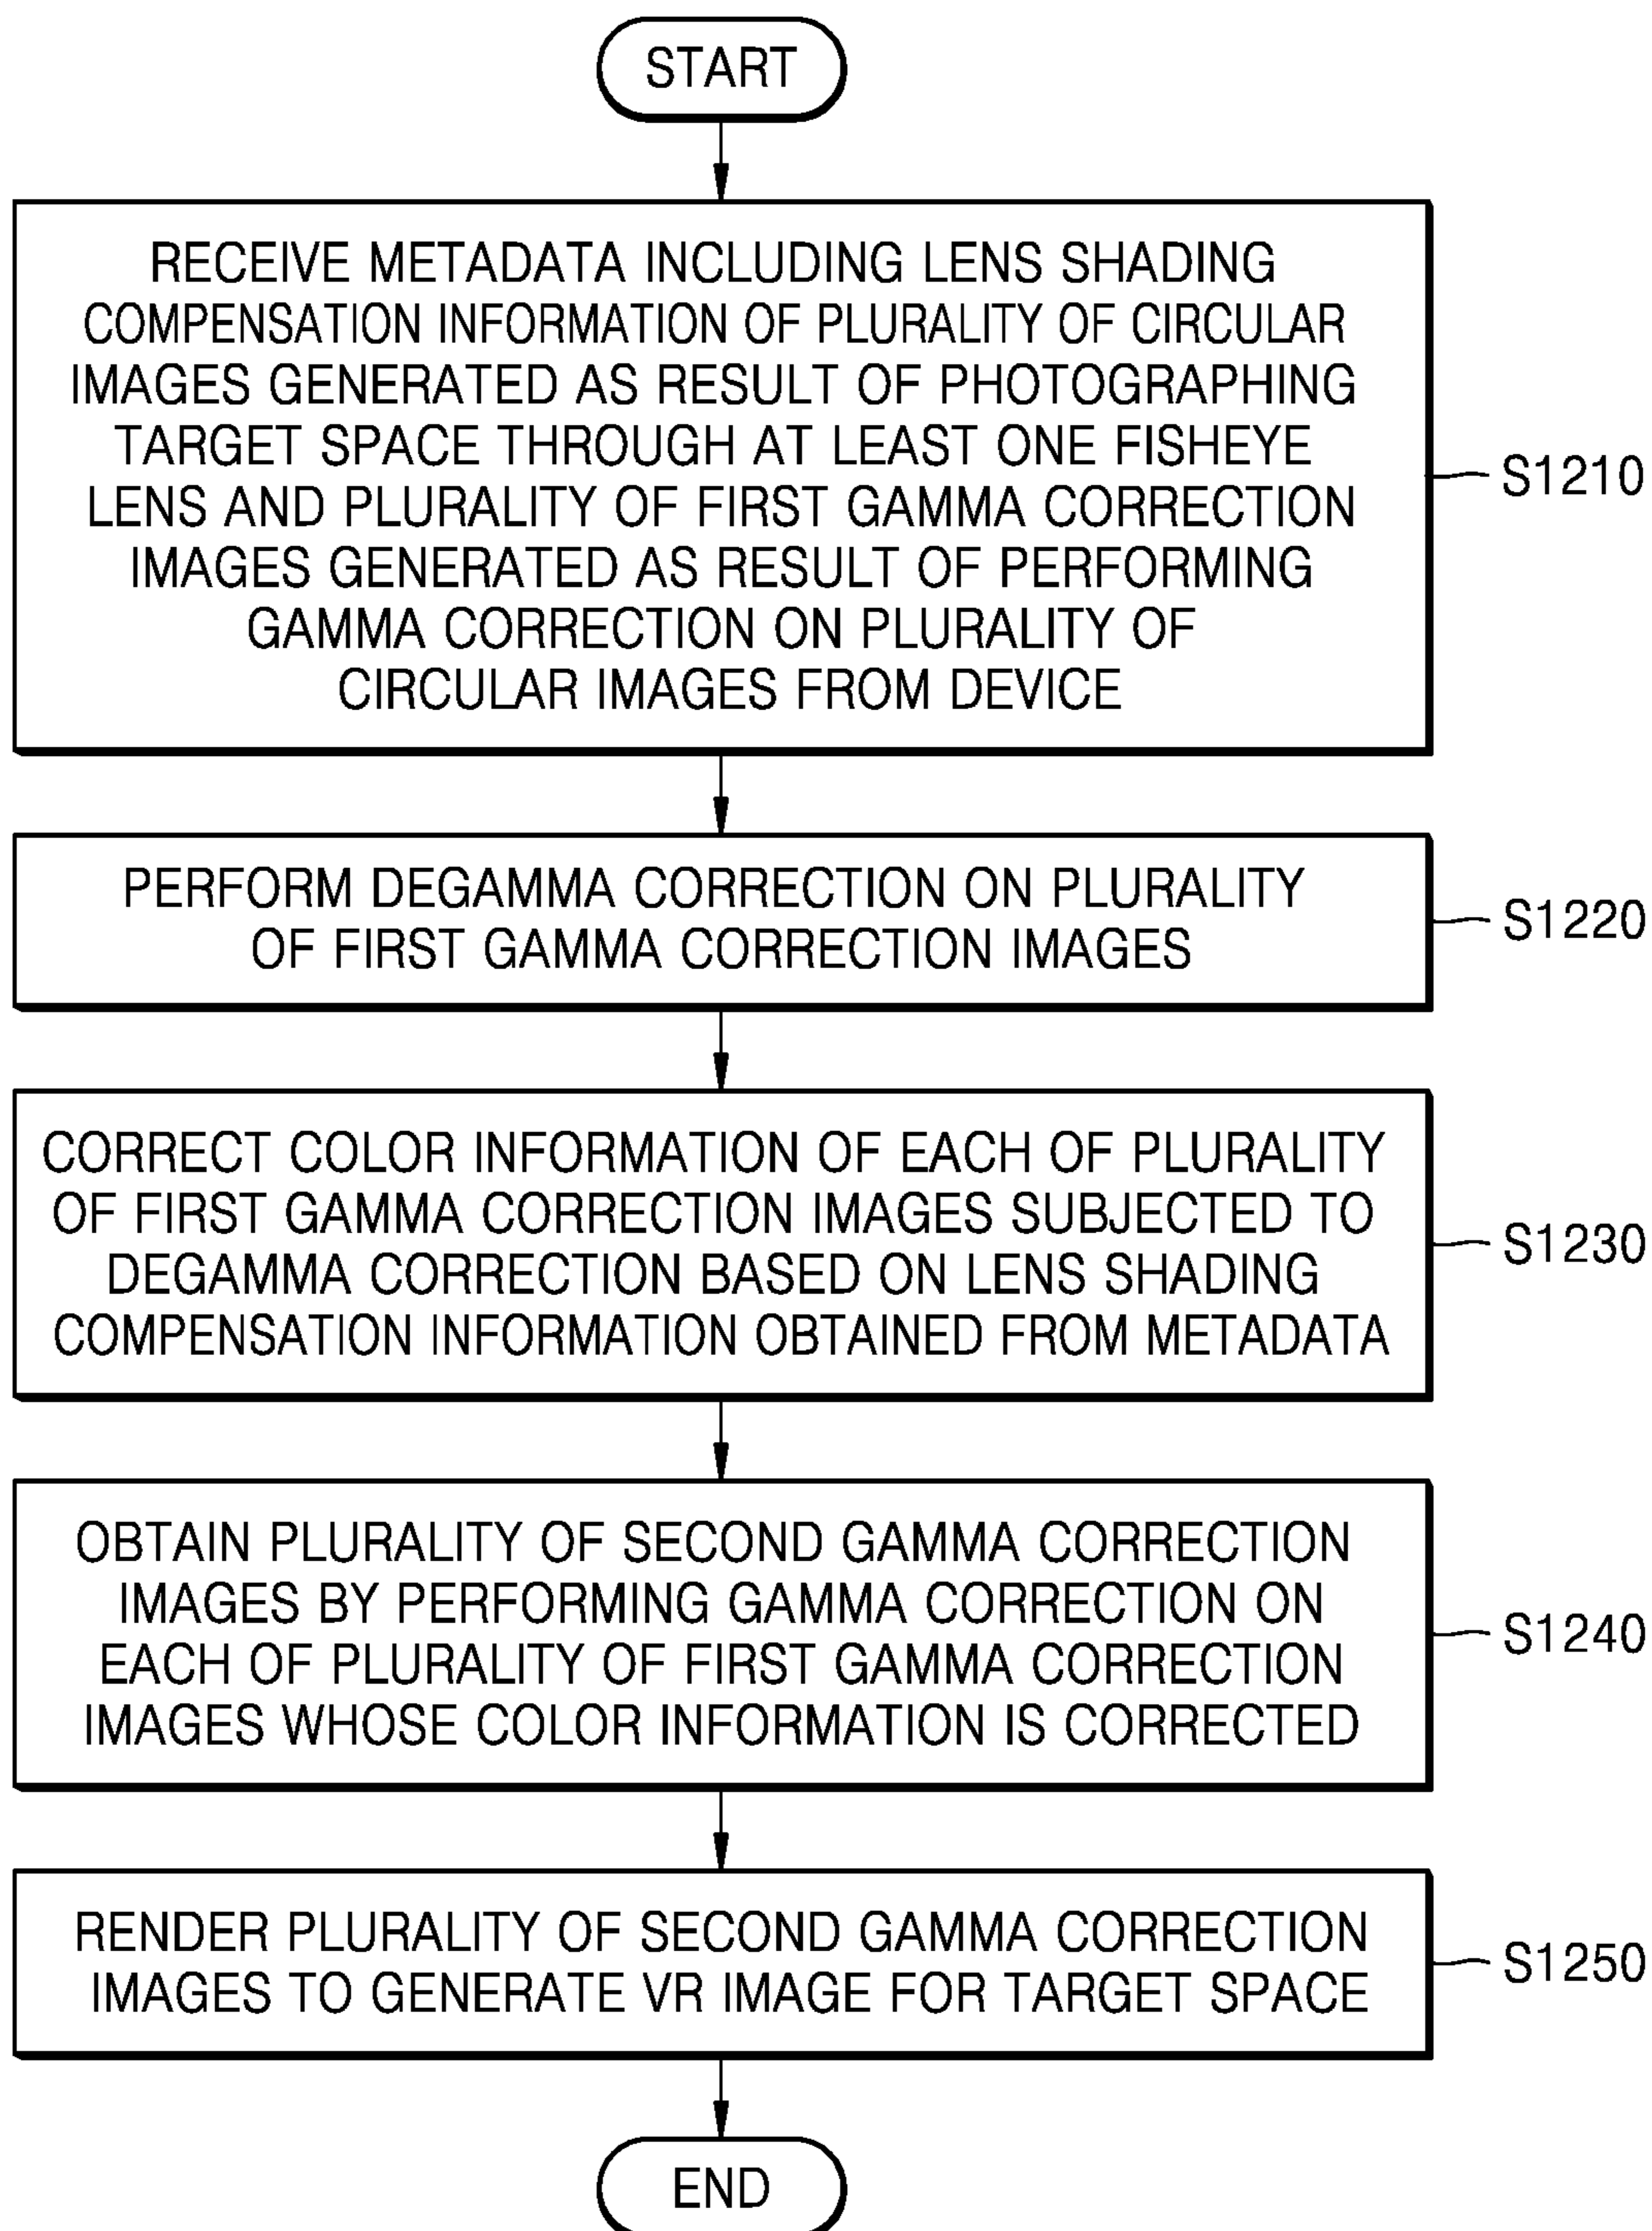 START
RECEIVE METADATA INCLUDING LENS SHADING
COMPENSATION INFORMATION OF PLURALITY OF CIRCULAR
IMAGES GENERATED AS RESULT OF PHOTOGRAPHING
TARGET SPACE THROUGH AT LEAST ONE FISHEYE
LENS AND PLURALITY OF FIRST GAMMA CORRECTION
IMAGES GENERATED AS RESULT OF PERFORMING
GAMMA CORRECTION ON PLURALITY OF
CIRCULAR IMAGES FROM DEVICE
S1210
PERFORM DEGAMMA CORRECTION ON PLURALITY
OF FIRST GAMMA CORRECTION IMAGES
S1220
CORRECT COLOR INFORMATION OF EACH OF PLURALITY
OF FIRST GAMMA CORRECTION IMAGES SUBJECTED TO
DEGAMMA CORRECTION BASED ON LENS SHADING
COMPENSATION INFORMATION OBTAINED FROM METADATA
S1230
OBTAIN PLURALITY OF SECOND GAMMA CORRECTION
IMAGES BY PERFORMING GAMMA CORRECTION ON
EACH OF PLURALITY OF FIRST GAMMA CORRECTION
IMAGES WHOSE COLOR INFORMATION IS CORRECTED
S1240
RENDER PLURALITY OF SECOND GAMMA CORRECTION
IMAGES TO GENERATE VR IMAGE FOR TARGET SPACE
S1250
END